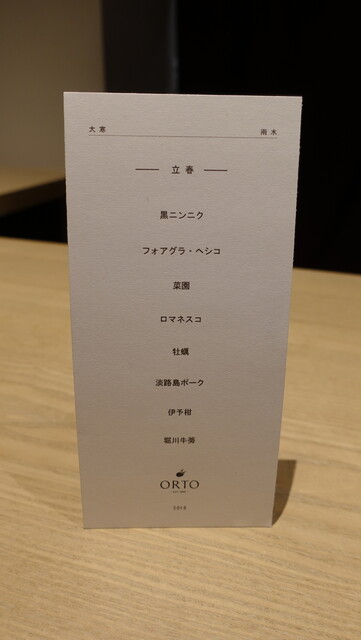 大寒 雨水
立春
黒ニンニク
フォアグラ・ヘシコ
菜園
ロマネスコ
牡蠣
淡路島ポーク
伊予柑
堀川牛蒡
ORTO
2018